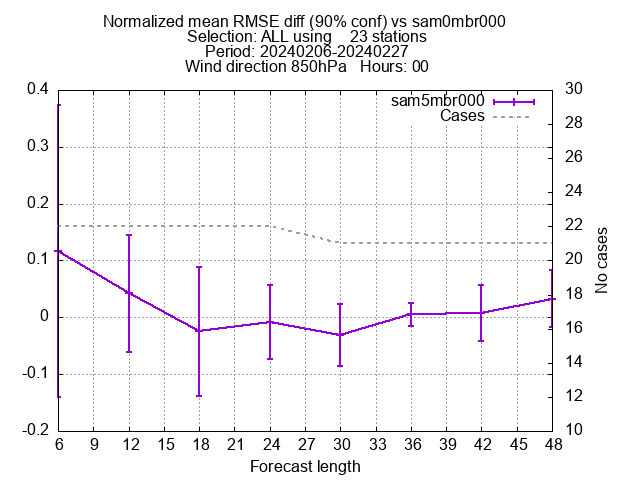 Normalized mean RMSE diff (90% conf) vs sam0mbr000
Selection: ALL using    23 stations
Period: 20240206-20240227
Wind direction 850hPa   Hours: 00
sam5mbr000
Cases
0.4
0.3
0.2
0.1
0
-0.1
-0.2
30
28
26
24
22
20
18
16
14
12
10
No cases
6 9 12 15 18 21 24 27 30 33 36 39 42 45 48
Forecast length